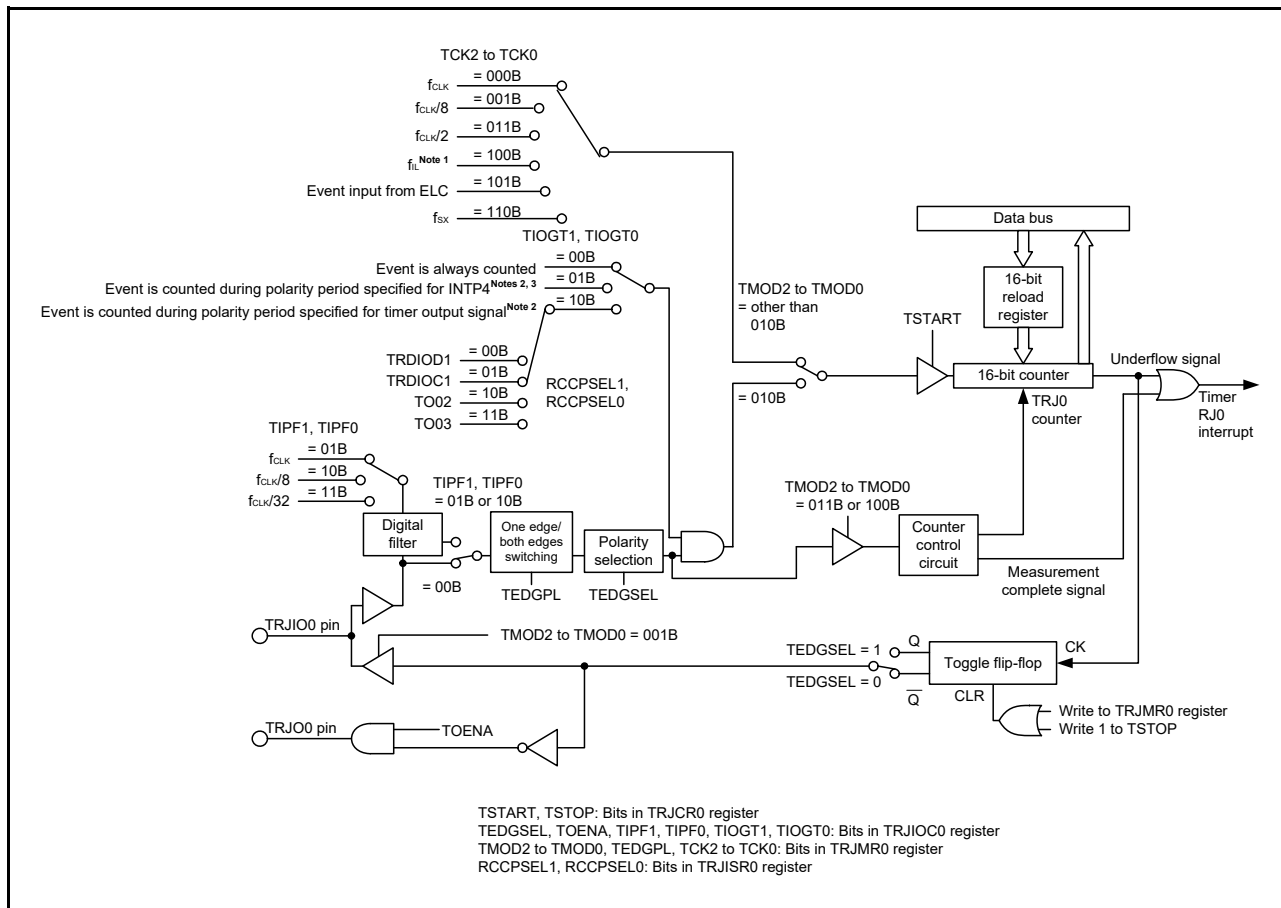 TCK2 to TCK0
fCLK = 000B
fCLK/8 = 001B
fCLK/2 = 011B
fIL Note 1 = 100B
Event input from ELC = 101B
fSX = 110B
TIOGT1, TIOGT0
Event is always counted = 00B
Event is counted during polarity period specified for INTP4 Notes 2, 3 = 01B
Event is counted during polarity period specified for timer output signal Note 2 = 10B
TRDIOD1 = 00B
TRDIOC1 = 01B
TO02 = 10B
TO03 = 11B
RCCPSEL1,
RCCPSEL0
TMOD2 to TMOD0
= other than
010B
= 010B
TSTART
Data bus
16-bit
reload
register
16-bit counter
TRJ0
counter
Underflow signal
Timer
RJ0
interrupt
TIPF1, TIPF0
fCLK = 01B
fCLK/8 = 10B
fCLK/32 = 11B
Digital
filter
TIPF1, TIPF0
= 01B or 10B
= 00B
One edge/
both edges
switching
TEDGPL
Polarity
selection
TEDGSEL
TMOD2 to TMOD0
= 011B or 100B
Counter
control
circuit
Measurement
complete signal
TRJIO0 pin
TMOD2 to TMOD0 = 001B
TEDGSEL = 1
TEDGSEL = 0
Q
Q̅
Toggle flip-flop
CK
CLR
Write to TRJMR0 register
Write 1 to TSTOP
TRJO0 pin
TOENA
TSTART, TSTOP: Bits in TRJCR0 register
TEDGSEL, TOENA, TIPF1, TIPF0, TIOGT1, TIOGT0: Bits in TRJIOC0 register
TMOD2 to TMOD0, TEDGPL, TCK2 to TCK0: Bits in TRJMR0 register
RCCPSEL1, RCCPSEL0: Bits in TRJISR0 register